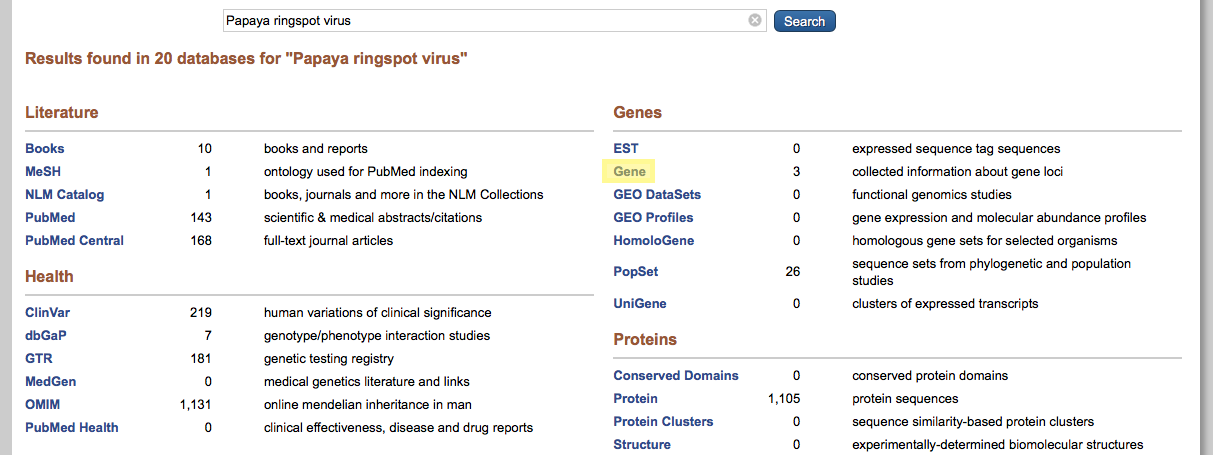 Papaya ringspot virus
Search
Results found in 20 databases for "Papaya ringspot virus"
Literature
Books 10 books and reports
MeSH 1 ontology used for PubMed indexing
NLM Catalog 1 books, journals and more in the NLM Collections
PubMed 143 scientific & medical abstracts/citations
PubMed Central 168 full-text journal articles
Health
ClinVar 219 human variations of clinical significance
dbGaP 7 genotype/phenotype interaction studies
GTR 181 genetic testing registry
MedGen 0 medical genetics literature and links
OMIM 1,131 online mendelian inheritance in man
PubMed Health 0 clinical effectiveness, disease and drug reports
Genes
EST 0 expressed sequence tag sequences
Gene 3 collected information about gene loci
GEO DataSets 0 functional genomics studies
GEO Profiles 0 gene expression and molecular abundance profiles
HomoloGene 0 homologous gene sets for selected organisms
PopSet 26 sequence sets from phylogenetic and population
studies
UniGene 0 clusters of expressed transcripts
Proteins
Conserved Domains 0 conserved protein domains
Protein 1,105 protein sequences
Protein Clusters 0 sequence similarity-based protein clusters
Structure 0 experimentally-determined biomolecular structures